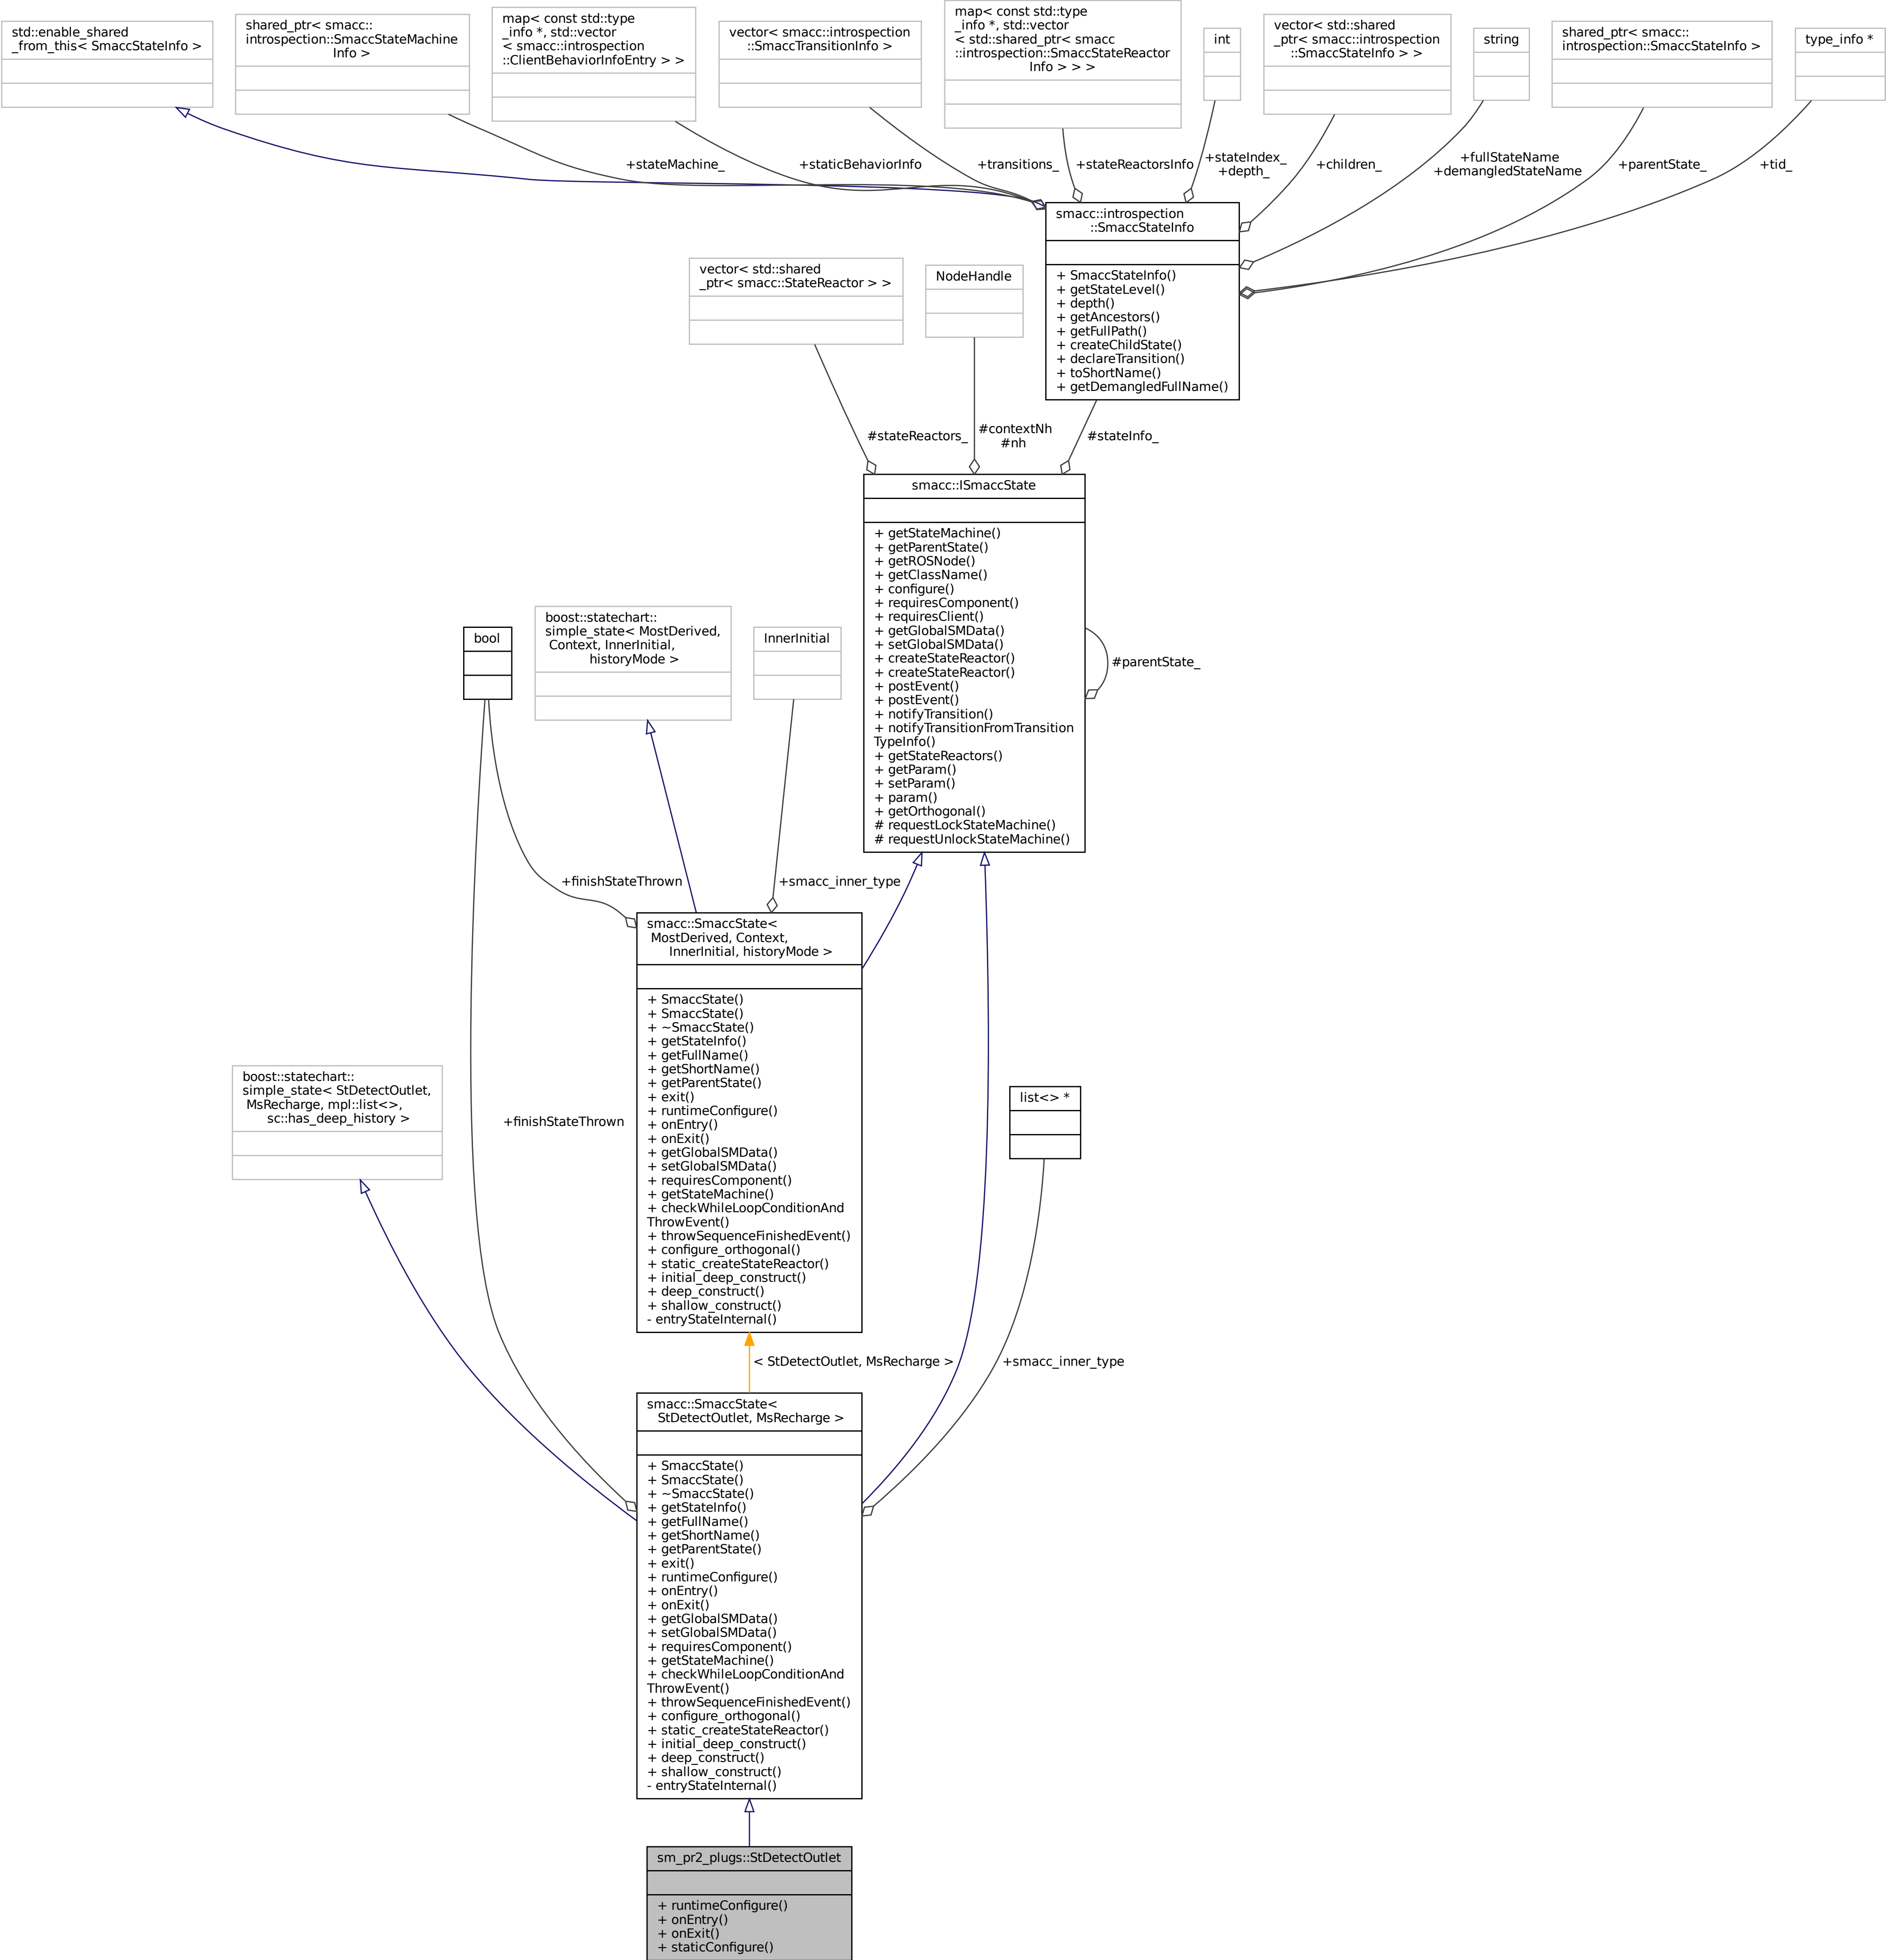 std::enable_shared
_from_this< SmaccStateInfo >
shared_ptr< smacc::
introspection::SmaccStateMachine
Info >
map< const std::type
_info *, std::vector
< smacc::introspection
::ClientBehaviorInfoEntry > >
vector< smacc::introspection
::SmaccTransitionInfo >
map< const std::type
_info *, std::vector
< std::shared_ptr< smacc
::introspection::SmaccStateReactor
Info > > >
int
vector< std::shared
_ptr< smacc::introspection
::SmaccStateInfo > >
string
shared_ptr< smacc::
introspection::SmaccStateInfo >
type_info *
+stateMachine_
+staticBehaviorInfo
+transitions_
+stateReactorsInfo
+stateIndex_
+depth_
+children_
+fullStateName
+demangledStateName
+parentState_
+tid_
smacc::introspection
::SmaccStateInfo
+ SmaccStateInfo()
+ getStateLevel()
+ depth()
+ getAncestors()
+ getFullPath()
+ createChildState()
+ declareTransition()
+ toShortName()
+ getDemangledFullName()
vector< std::shared
_ptr< smacc::StateReactor > >
NodeHandle
#stateReactors_
#contextNh
#nh
#stateInfo_
smacc::ISmaccState
+ getStateMachine()
+ getParentState()
+ getROSNode()
+ getClassName()
+ configure()
+ requiresComponent()
+ requiresClient()
+ getGlobalSMData()
+ setGlobalSMData()
+ createStateReactor()
+ createStateReactor()
+ postEvent()
+ postEvent()
+ notifyTransition()
+ notifyTransitionFromTransition
TypeInfo()
+ getStateReactors()
+ getParam()
+ setParam()
+ param()
+ getOrthogonal()
# requestLockStateMachine()
# requestUnlockStateMachine()
#parentState_
bool
boost::statechart::
simple_state< MostDerived,
Context, InnerInitial,
historyMode >
InnerInitial
+finishStateThrown
+smacc_inner_type
smacc::SmaccState<
MostDerived, Context,
InnerInitial, historyMode >
+ SmaccState()
+ SmaccState()
+ ~SmaccState()
+ getStateInfo()
+ getFullName()
+ getShortName()
+ getParentState()
+ exit()
+ runtimeConfigure()
+ onEntry()
+ onExit()
+ getGlobalSMData()
+ setGlobalSMData()
+ requiresComponent()
+ getStateMachine()
+ checkWhileLoopConditionAnd
ThrowEvent()
+ throwSequenceFinishedEvent()
+ configure_orthogonal()
+ static_createStateReactor()
+ initial_deep_construct()
+ deep_construct()
+ shallow_construct()
- entryStateInternal()
boost::statechart::
simple_state< StDetectOutlet,
MsRecharge, mpl::list<>,
sc::has_deep_history >
+finishStateThrown
list<> *
< StDetectOutlet, MsRecharge >
+smacc_inner_type
smacc::SmaccState<
StDetectOutlet, MsRecharge >
+ SmaccState()
+ SmaccState()
+ ~SmaccState()
+ getStateInfo()
+ getFullName()
+ getShortName()
+ getParentState()
+ exit()
+ runtimeConfigure()
+ onEntry()
+ onExit()
+ getGlobalSMData()
+ setGlobalSMData()
+ requiresComponent()
+ getStateMachine()
+ checkWhileLoopConditionAnd
ThrowEvent()
+ throwSequenceFinishedEvent()
+ configure_orthogonal()
+ static_createStateReactor()
+ initial_deep_construct()
+ deep_construct()
+ shallow_construct()
- entryStateInternal()
sm_pr2_plugs::StDetectOutlet
+ runtimeConfigure()
+ onEntry()
+ onExit()
+ staticConfigure()